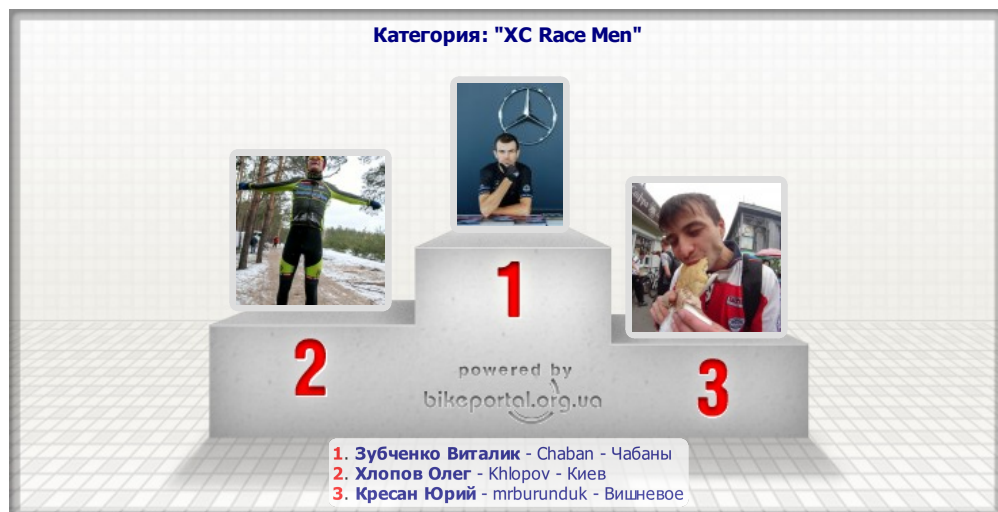 Категория: "XC Race Men"
1
2
3
powered by
bikeportal.org.ua
1. Зубченко Виталик - Chaban - Чабаны
2. Хлопов Олег - Khlopov - Киев
3. Кресан Юрий - mrburunduk - Вишневое